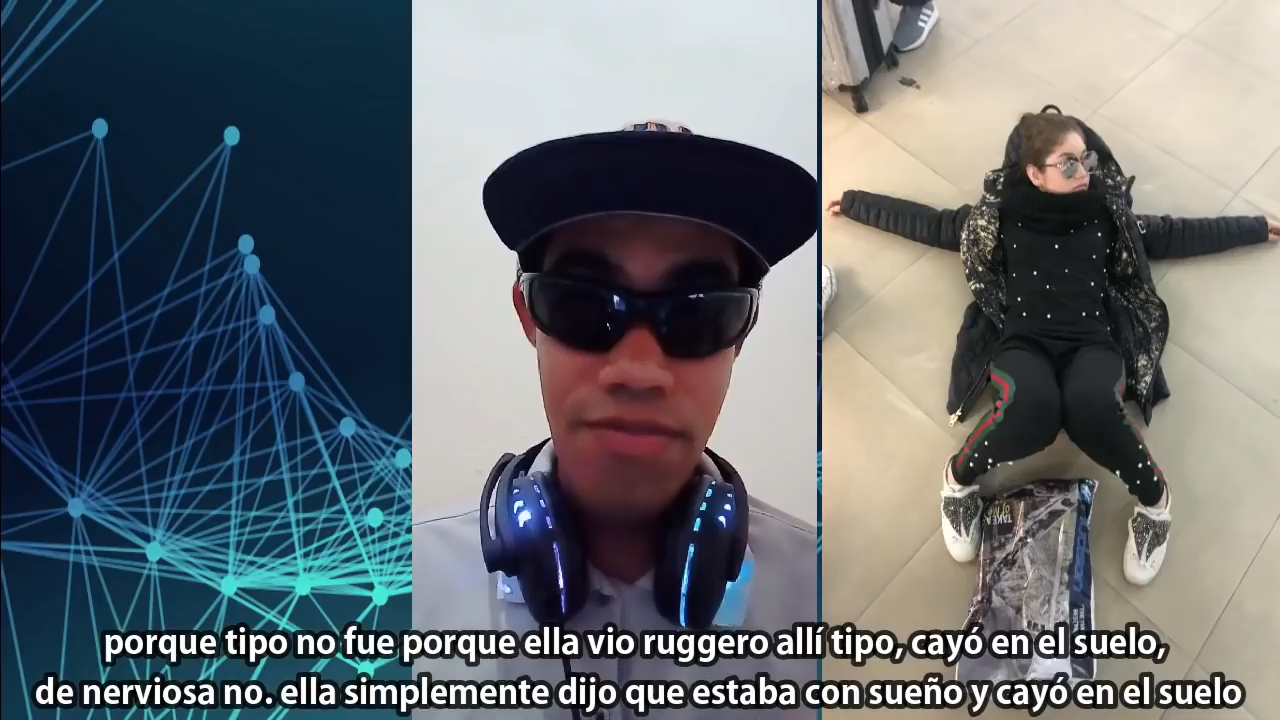 TAKE A
porque tipo no fue porque ella vio ruggero allí tipo, cayó en el suelo,
de nerviosa no. ella simplemente dijo que estaba con sueño y cayó en el suelo